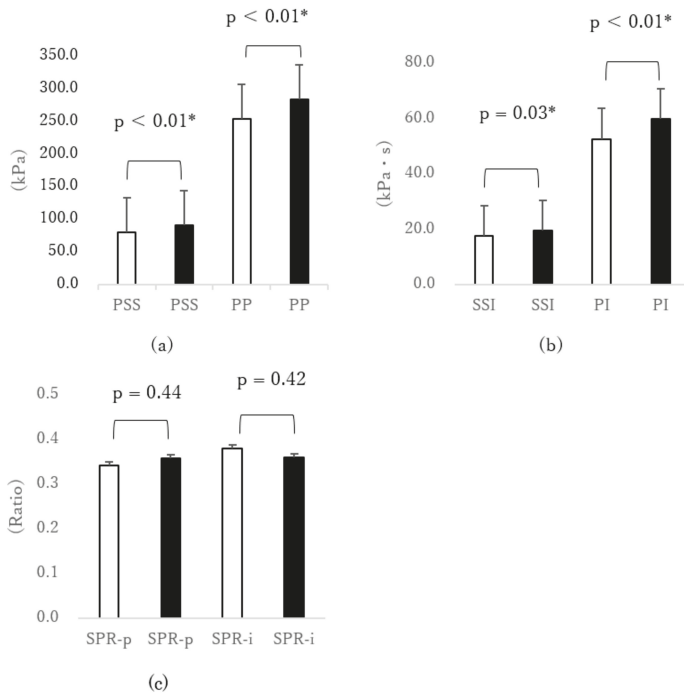 p < 0.01*
350.0
300.0
250.0
200.0
150.0
100.0
50.0
0.0
(kPa)
p < 0.01*
PSS PSS PP PP
(a)
p < 0.01*
80.0
60.0
40.0
20.0
0.0
(kPa・s)
p = 0.03*
SSI SSI PI PI
(b)
p = 0.44
p = 0.42
0.5
0.4
0.3
0.2
0.1
0.0
(Ratio)
SPR-p SPR-p SPR-i SPR-i
(c)